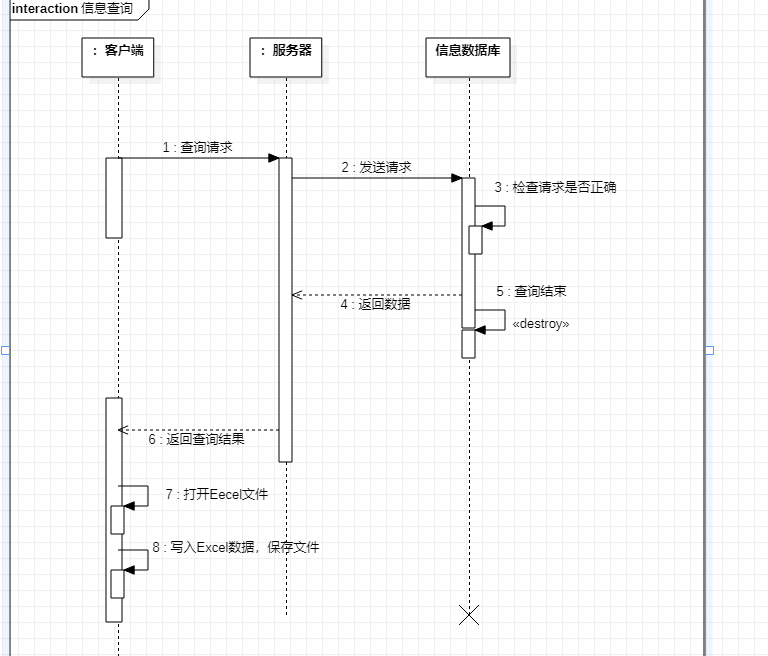 interaction 信息查询
: 客户端
: 服务器
信息数据库
1 : 查询请求
2 : 发送请求
3 : 检查请求是否正确
5 : 查询结束
4 : 返回数据
«destroy»
6 : 返回查询结果
7 : 打开Eecel文件
8 : 写入Excel数据，保存文件